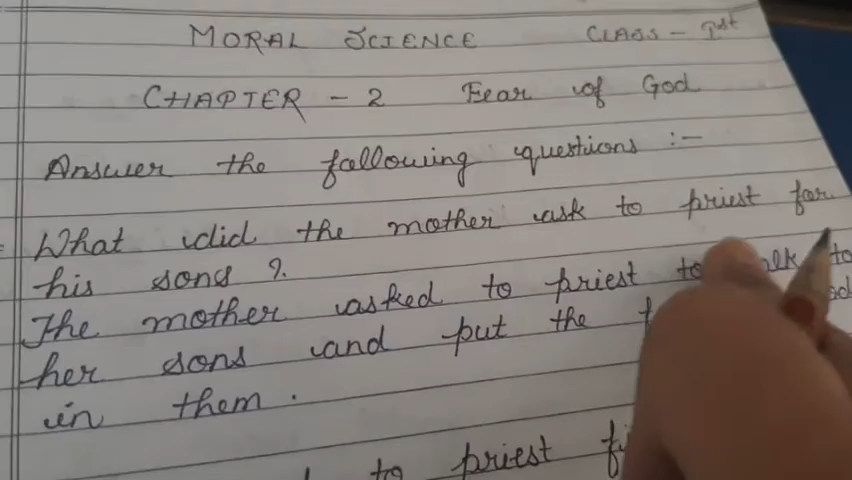 MORAL SCIENCE CLASS - Ist
CHAPTER - 2 Fear of God
Answer the following questions :-
What did the mother ask to priest for
his sons ?
The mother asked to priest to to
her sons and put the
in them.
to priest